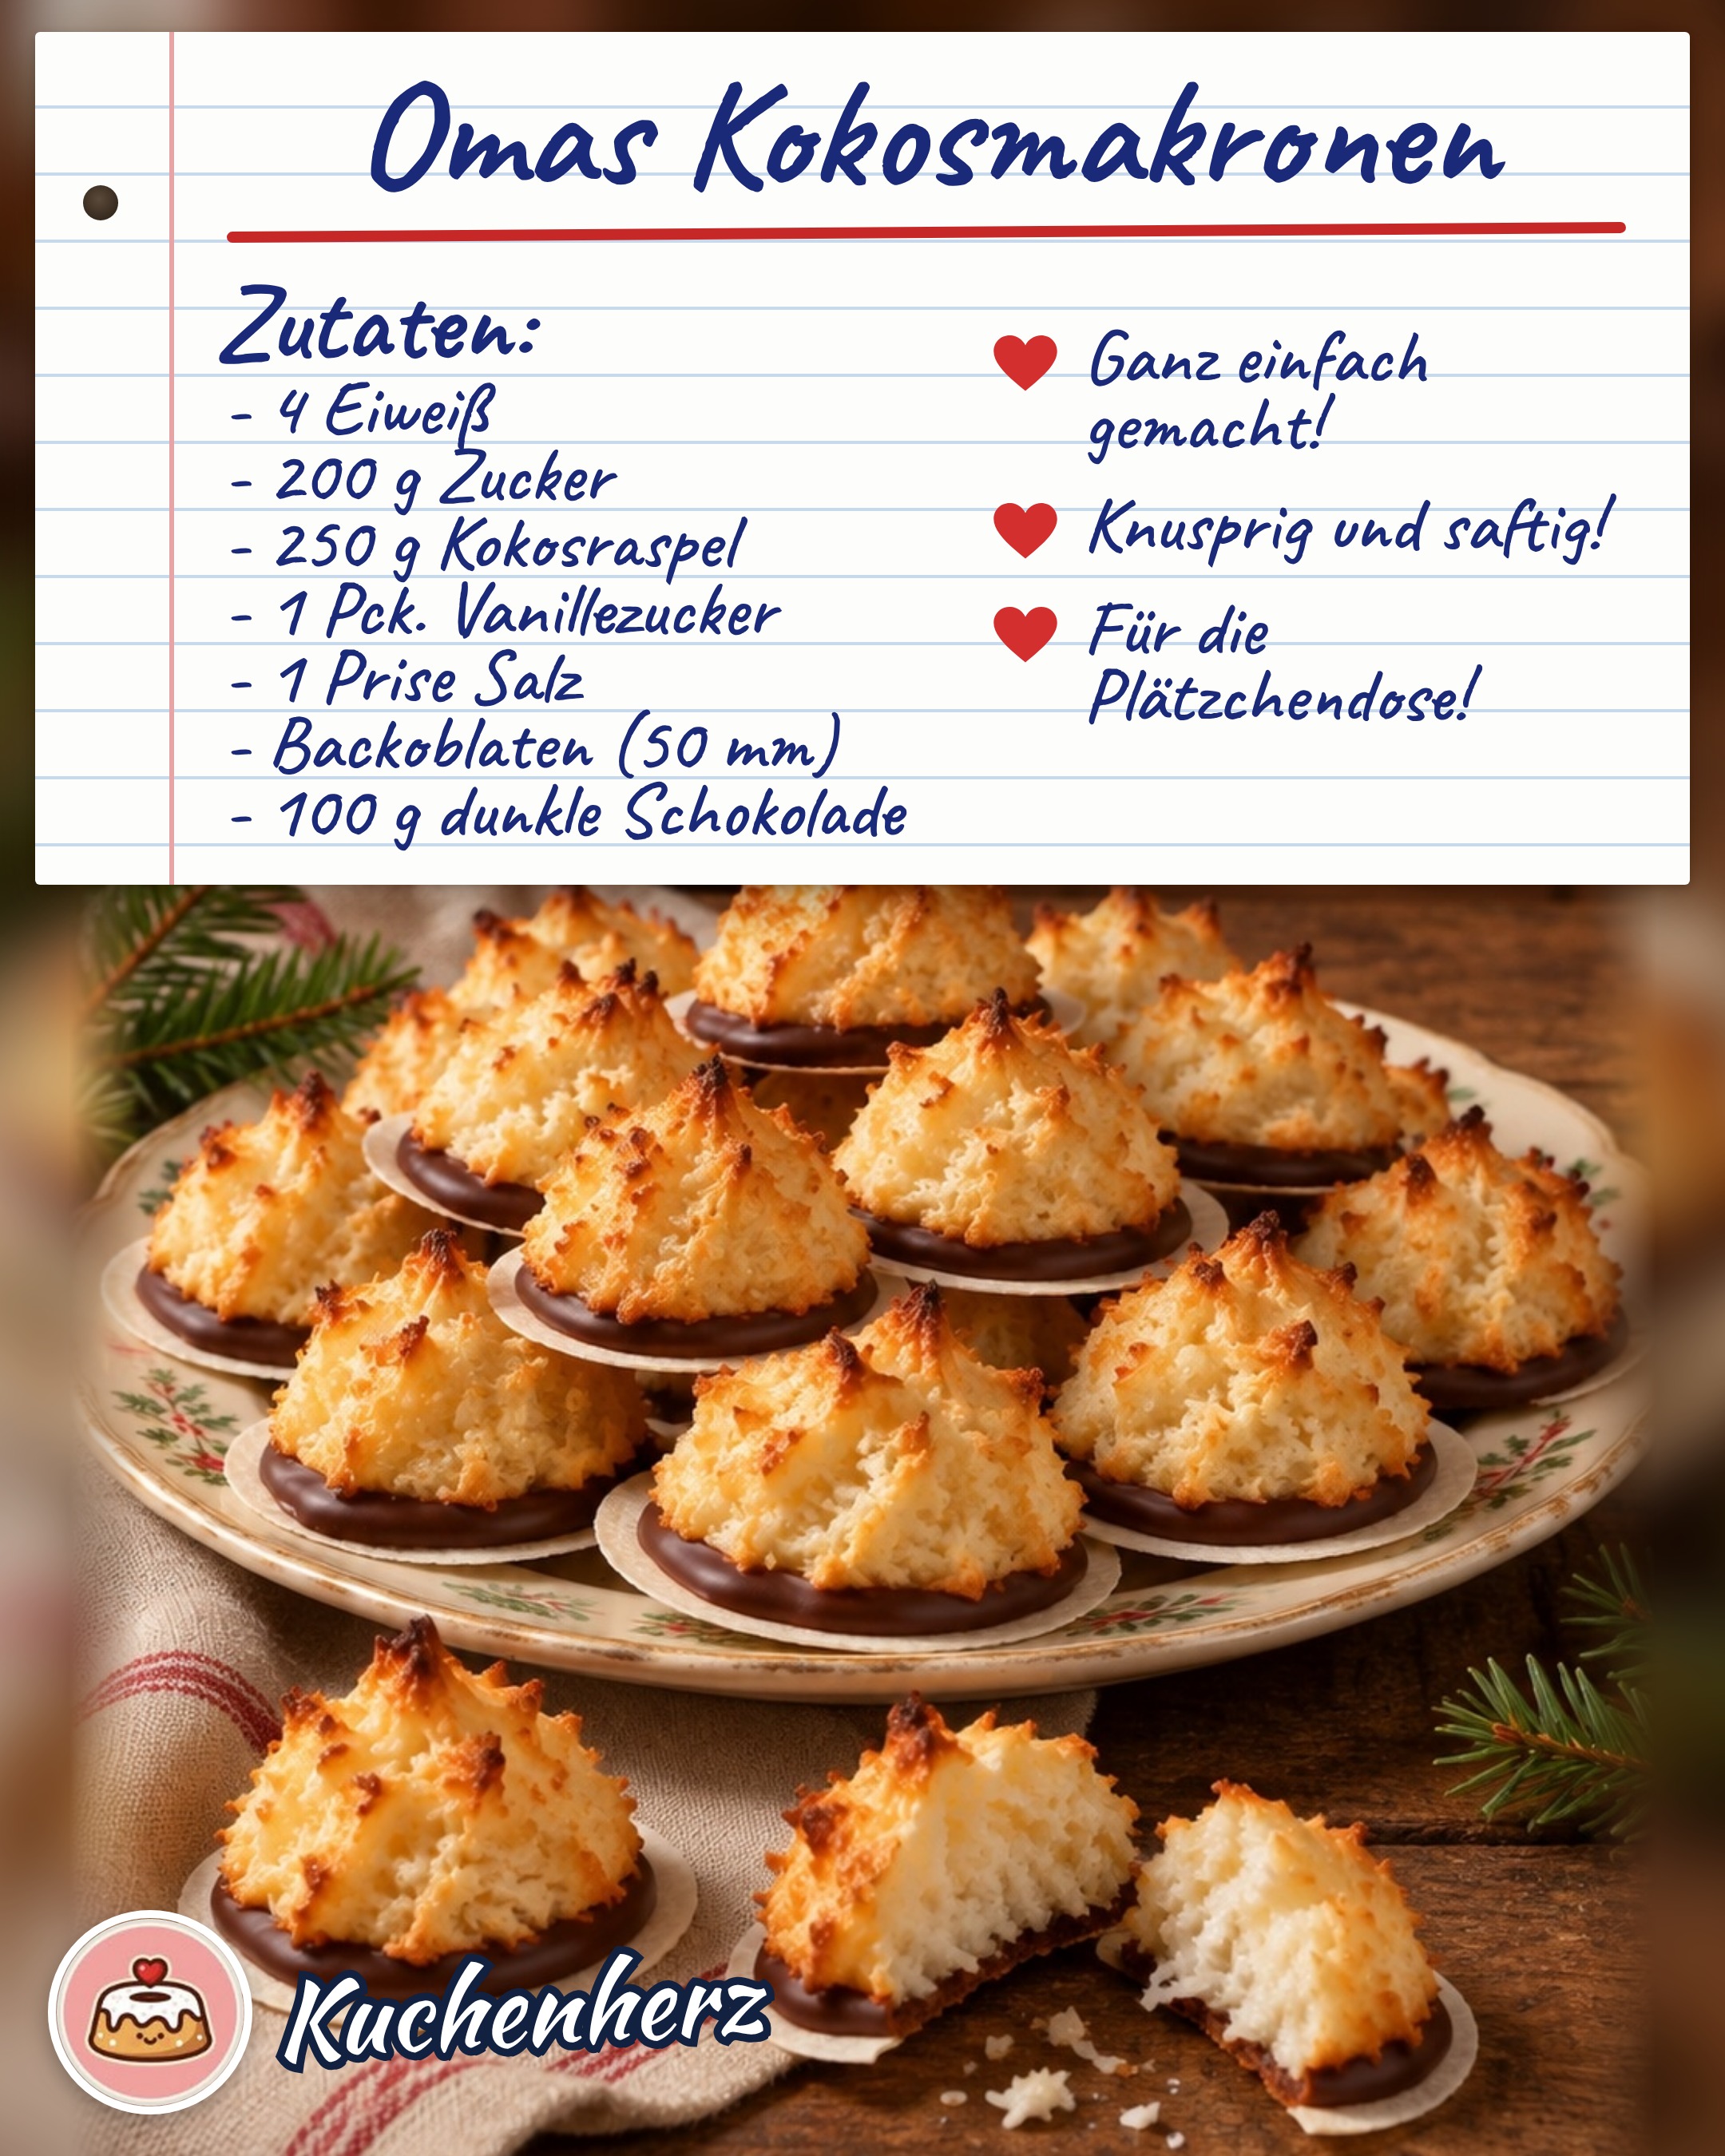 Omas Kokosmakronen
Zutaten:
- 4 Eiweiß
- 200 g Zucker
- 250 g Kokosraspel
- 1 Pck. Vanillezucker
- 1 Prise Salz
- Backoblaten (50 mm)
- 100 g dunkle Schokolade
Ganz einfach
gemacht!
Knusprig und saftig!
Für die
Plätzchendose!
Kuchenherz